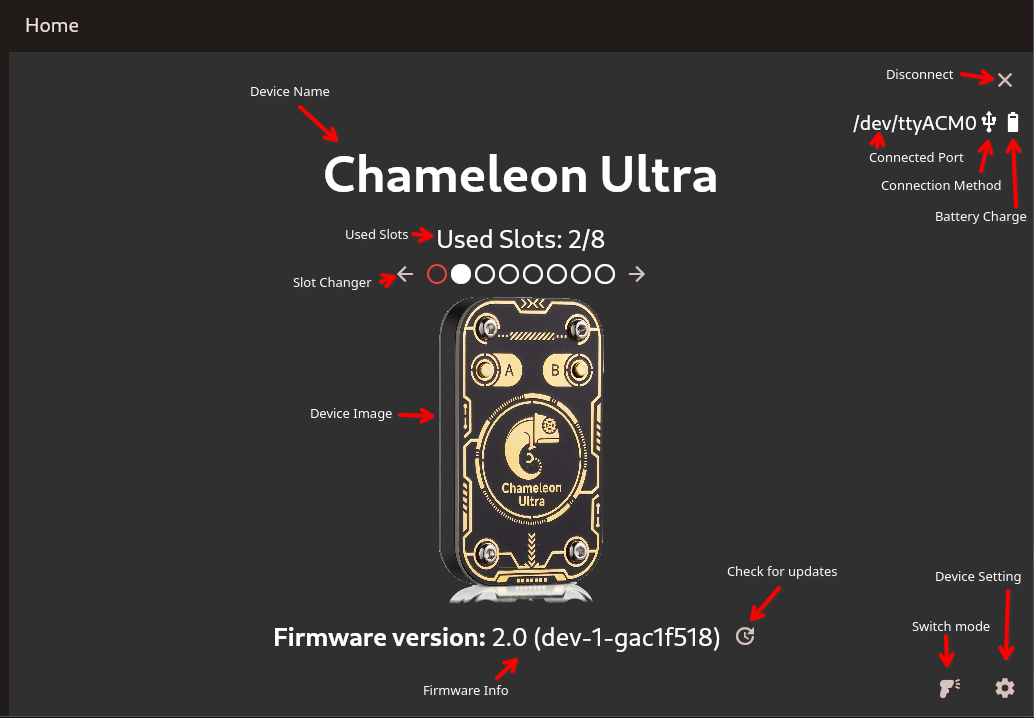 Home
Disconnect
Device Name
/dev/ttyACM0
Connected Port
Chameleon Ultra
Connection Method
Battery Charge
Used Slots
Used Slots: 2/8
Slot Changer
A
B
Device Image
Chameleon
Ultra
Check for updates
Device Setting
Switch mode
Firmware version: 2.0 (dev-1-gac1f518)
Firmware Info